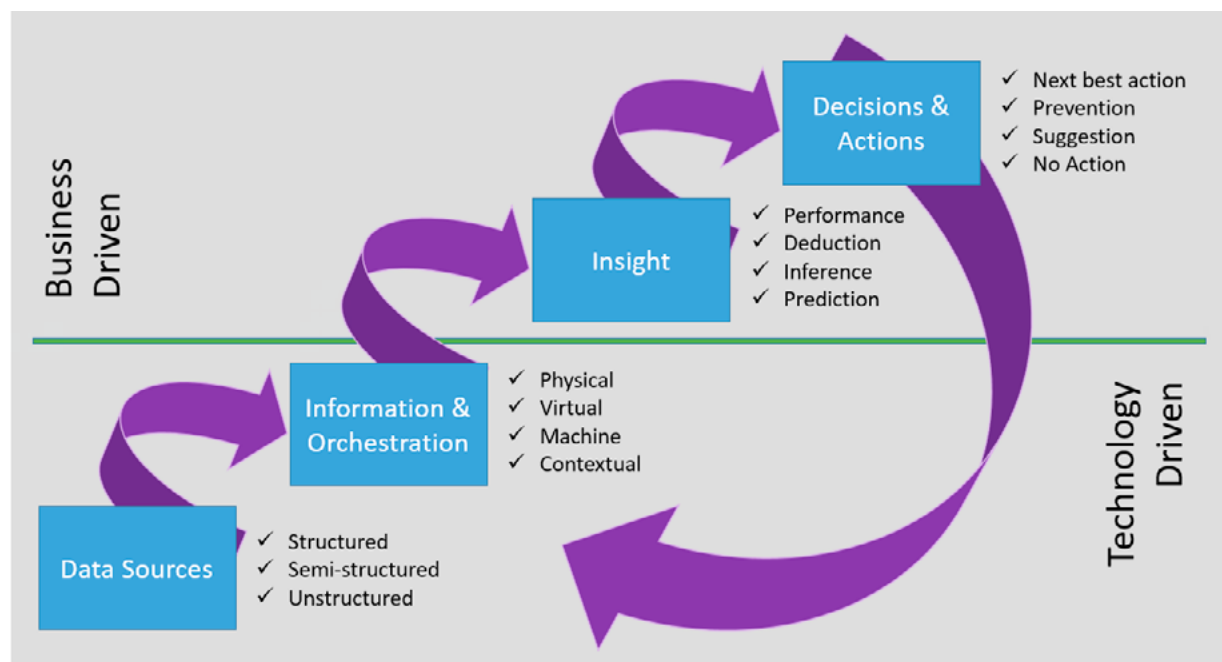 Business
Driven
Decisions &
Actions
✓ Next best action
✓ Prevention
✓ Suggestion
✓ No Action
Insight
✓ Performance
✓ Deduction
✓ Inference
✓ Prediction
Information &
Orchestration
✓ Physical
✓ Virtual
✓ Machine
✓ Contextual
Data Sources
✓ Structured
✓ Semi-structured
✓ Unstructured
Technology
Driven